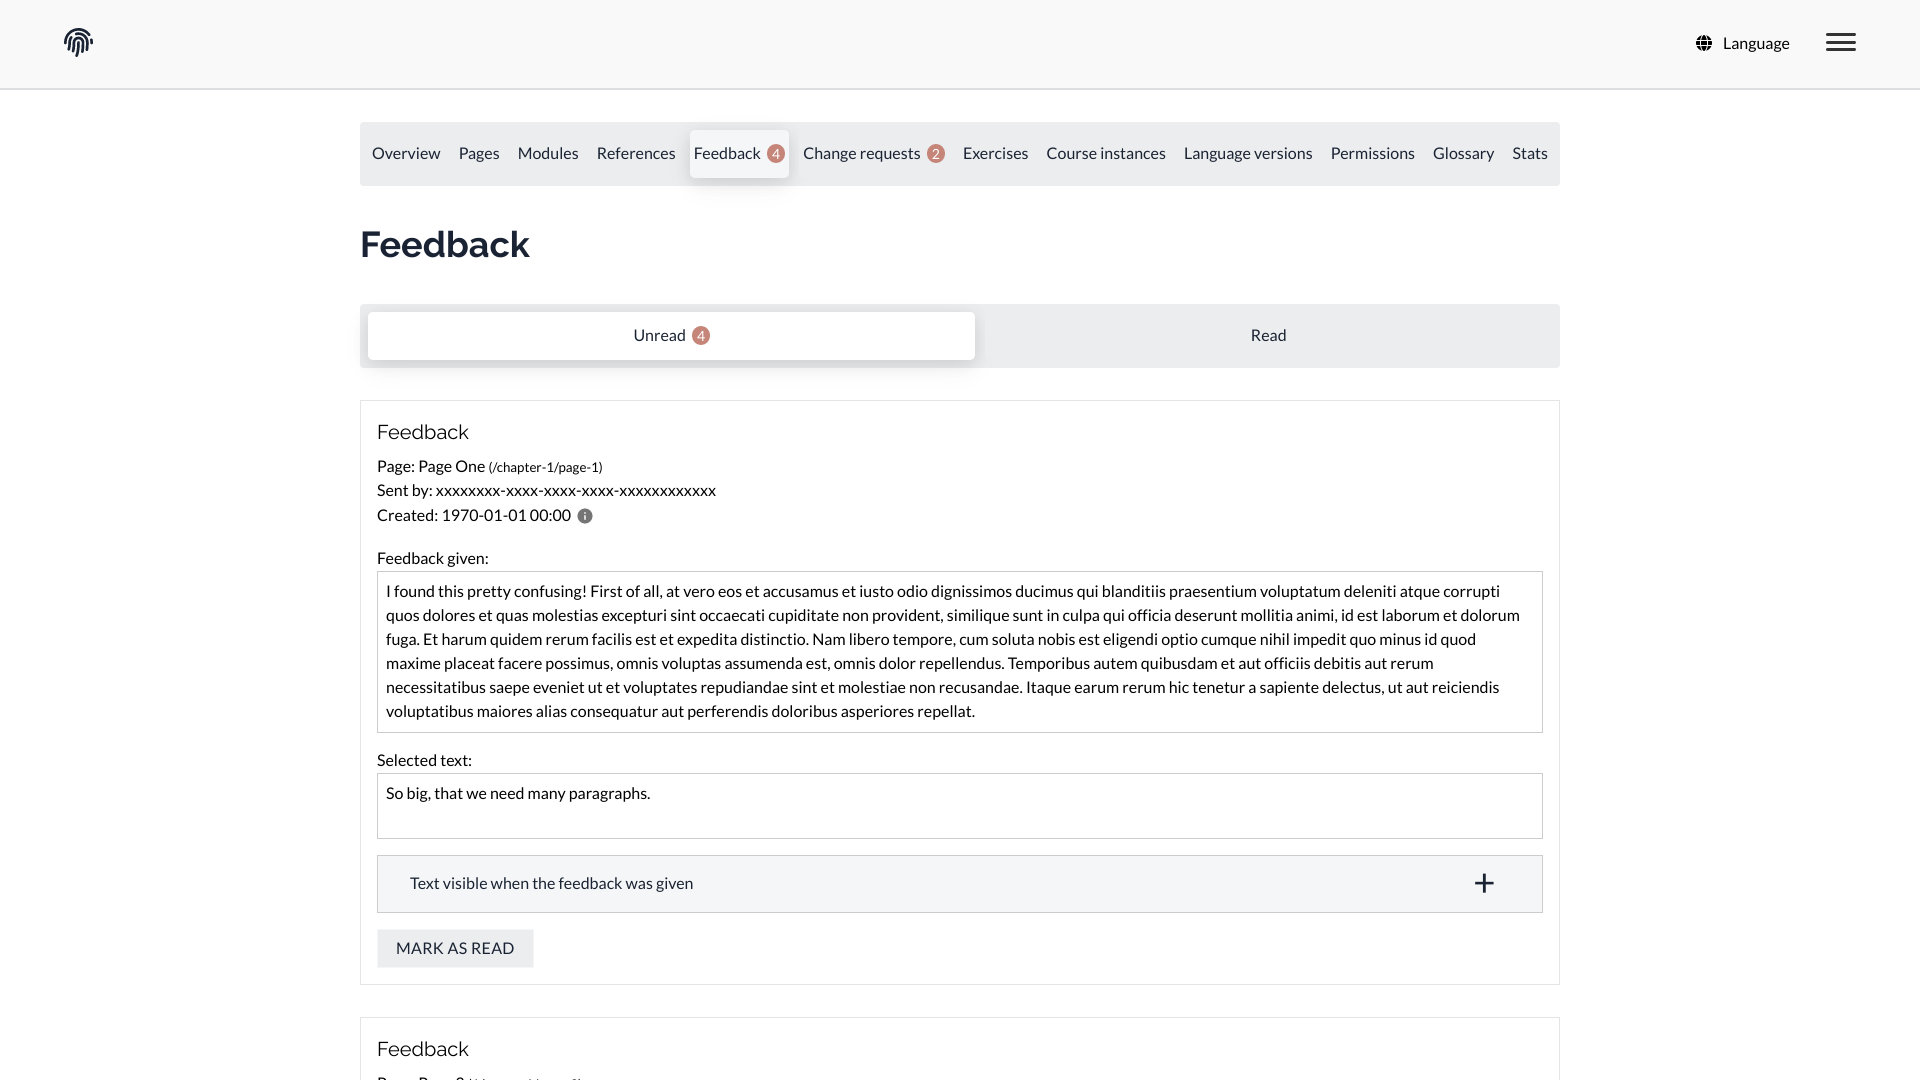 Language
Overview Pages Modules References Feedback 4 Change requests 2 Exercises Course instances Language versions Permissions Glossary Stats
Feedback
Unread 4 Read
Feedback
Page: Page One (/chapter-1/page-1)
Sent by: xxxxxxxx-xxxx-xxxx-xxxx-xxxxxxxxxxxx
Created: 1970-01-01 00:00
Feedback given:
I found this pretty confusing! First of all, at vero eos et accusamus et iusto odio dignissimos ducimus qui blanditiis praesentium voluptatum deleniti atque corrupti
quos dolores et quas molestias excepturi sint occaecati cupiditate non provident, similique sunt in culpa qui officia deserunt mollitia animi, id est laborum et dolorum
fuga. Et harum quidem rerum facilis est et expedita distinctio. Nam libero tempore, cum soluta nobis est eligendi optio cumque nihil impedit quo minus id quod
maxime placeat facere possimus, omnis voluptas assumenda est, omnis dolor repellendus. Temporibus autem quibusdam et aut officiis debitis aut rerum
necessitatibus saepe eveniet ut et voluptates repudiandae sint et molestiae non recusandae. Itaque earum rerum hic tenetur a sapiente delectus, ut aut reiciendis
voluptatibus maiores alias consequatur aut perferendis doloribus asperiores repellat.
Selected text:
So big, that we need many paragraphs.
Text visible when the feedback was given
MARK AS READ
Feedback